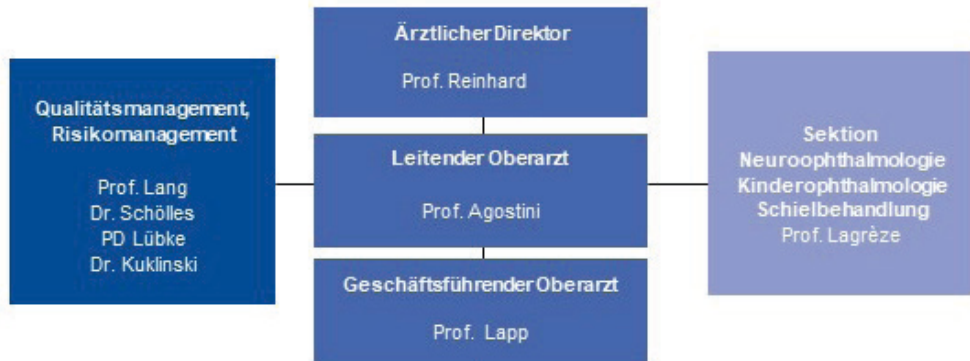 Ärztlicher Direktor
Prof. Reinhard
Qualitätsmanagement,
Risikomanagement
Prof. Lang
Dr. Schölles
PD Lübke
Dr. Kuklinski
Leitender Oberarzt
Prof. Agostini
Sektion
Neuroophthalmologie
Kinderophthalmologie
Schielbehandlung
Prof. Lagrèze
Geschäftsführender Oberarzt
Prof. Lapp